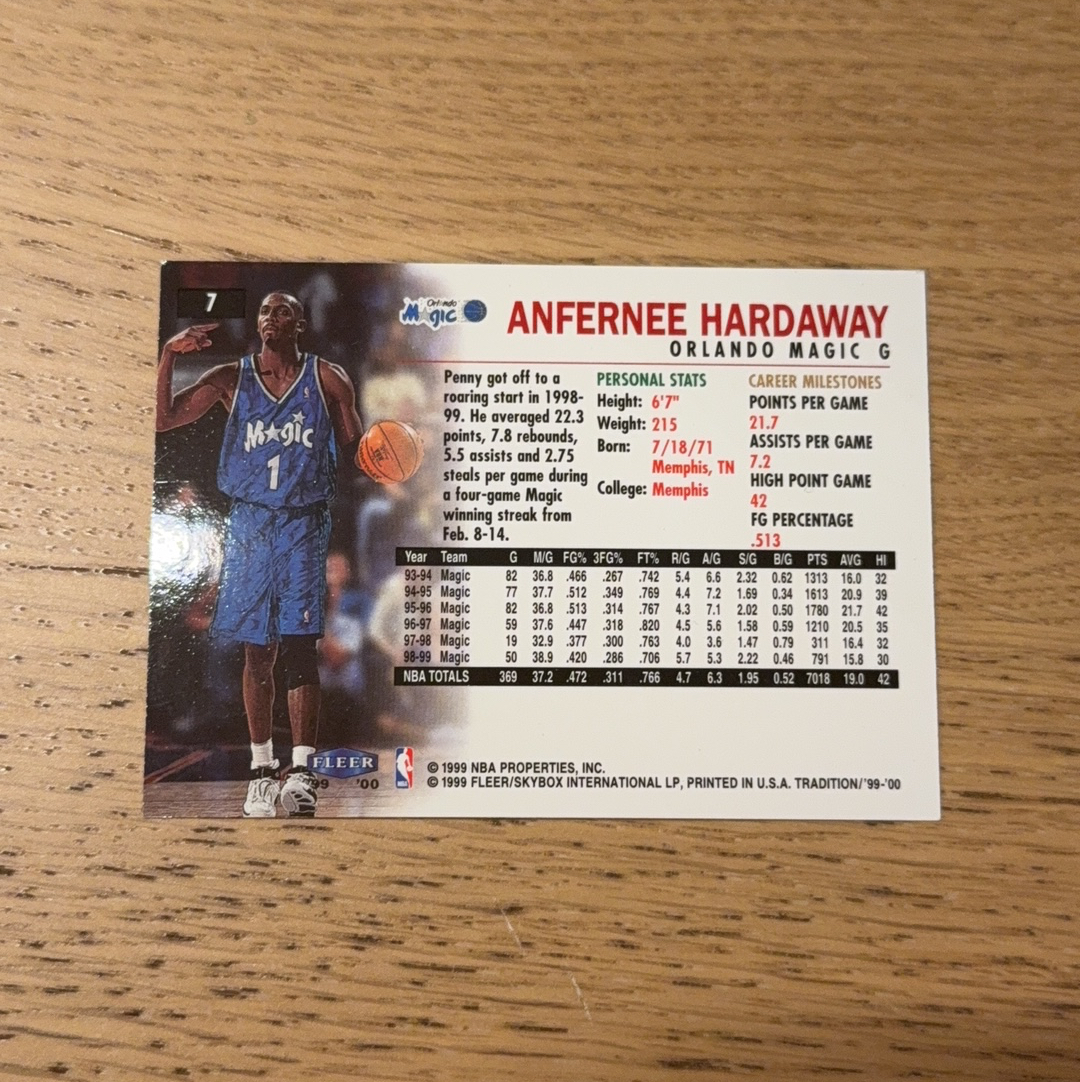 7
Orlando
Magic
ANFERNEE HARDAWAY
ORLANDO MAGIC G
Magic
1
Penny got off to a
roaring start in 1998-
99. He averaged 22.3
points, 7.8 rebounds,
5.5 assists and 2.75
steals per game during
a four-game Magic
winning streak from
Feb. 8-14.
PERSONAL STATS
Height: 6'7"
Weight: 215
Born: 7/18/71
Memphis, TN
College: Memphis
CAREER MILESTONES
POINTS PER GAME
21.7
ASSISTS PER GAME
7.2
HIGH POINT GAME
42
FG PERCENTAGE
.513
Year Team G M/G FG% 3FG% FT% R/G A/G S/G B/G PTS AVG HI
93-94 Magic 82 36.8 .466 .267 .742 5.4 6.6 2.32 0.62 1313 16.0 32
94-95 Magic 77 37.7 .512 .349 .769 4.4 7.2 1.69 0.34 1613 20.9 39
95-96 Magic 82 36.8 .513 .314 .767 4.3 7.1 2.02 0.50 1780 21.7 42
96-97 Magic 59 37.6 .447 .318 .820 4.5 5.6 1.58 0.59 1210 20.5 35
97-98 Magic 19 32.9 .377 .300 .763 4.0 3.6 1.47 0.79 311 16.4 32
98-99 Magic 50 38.9 .420 .286 .706 5.7 5.3 2.22 0.46 791 15.8 30
NBA TOTALS 369 37.2 .472 .311 .766 4.7 6.3 1.95 0.52 7018 19.0 42
FLEER
'99 '00
© 1999 NBA PROPERTIES, INC.
© 1999 FLEER/SKYBOX INTERNATIONAL LP, PRINTED IN U.S.A. TRADITION/'99-'00